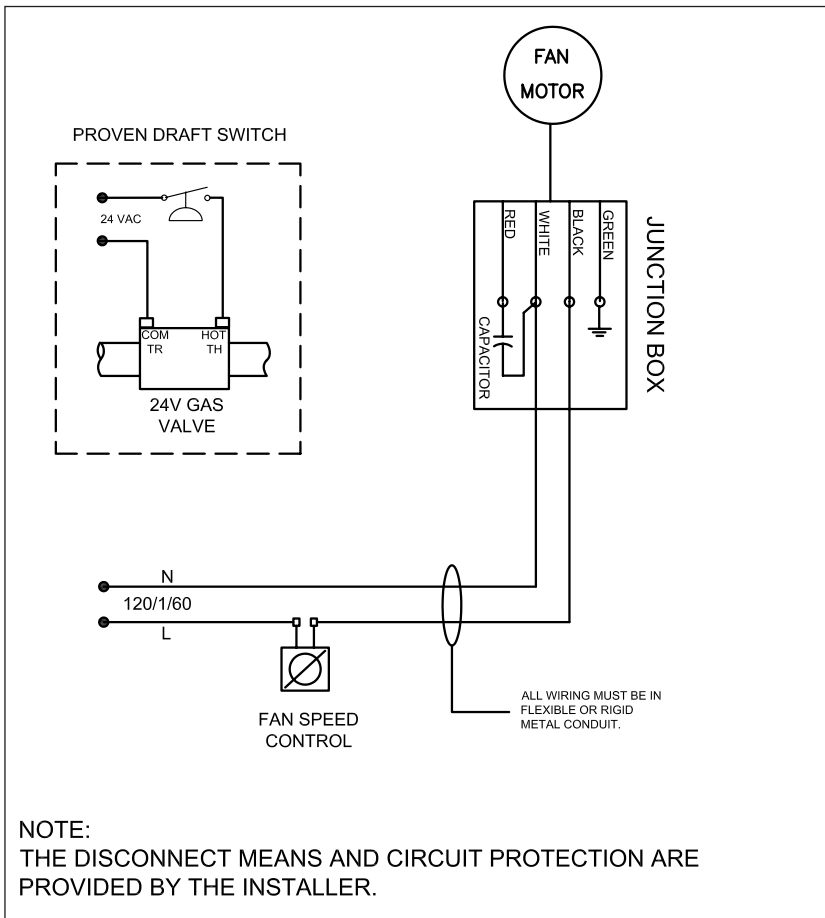 FAN
MOTOR
PROVEN DRAFT SWITCH
24 VAC
COM
TR
HOT
TH
24V GAS
VALVE
RED
WHITE
BLACK
GREEN
CAPACITOR
JUNCTION BOX
N
120/1/60
L
FAN SPEED
CONTROL
ALL WIRING MUST BE IN
FLEXIBLE OR RIGID
METAL CONDUIT.
NOTE:
THE DISCONNECT MEANS AND CIRCUIT PROTECTION ARE
PROVIDED BY THE INSTALLER.